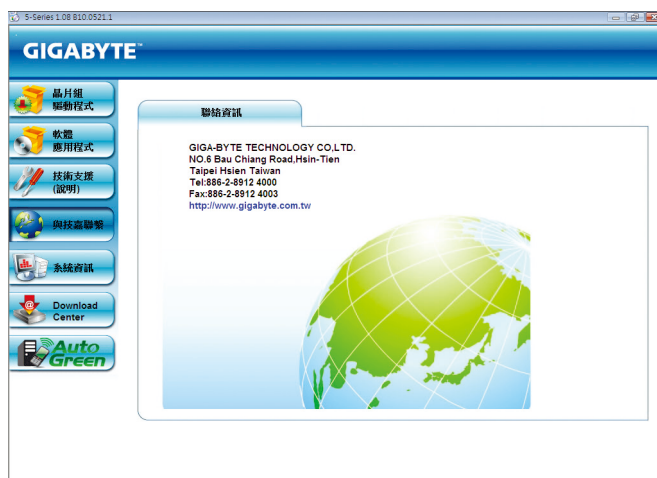 5-Series 1.08 B10.0521.1
GIGABYTE™
晶片組
驅動程式
軟體
應用程式
技術支援
(說明)
與技嘉聯繫
系統資訊
Download
Center
Auto
Green
聯絡資訊
GIGA-BYTE TECHNOLOGY CO,LTD.
NO.6 Bau Chiang Road,Hsin-Tien
Taipei Hsien Taiwan
Tel:886-2-8912 4000
Fax:886-2-8912 4003
http://www.gigabyte.com.tw